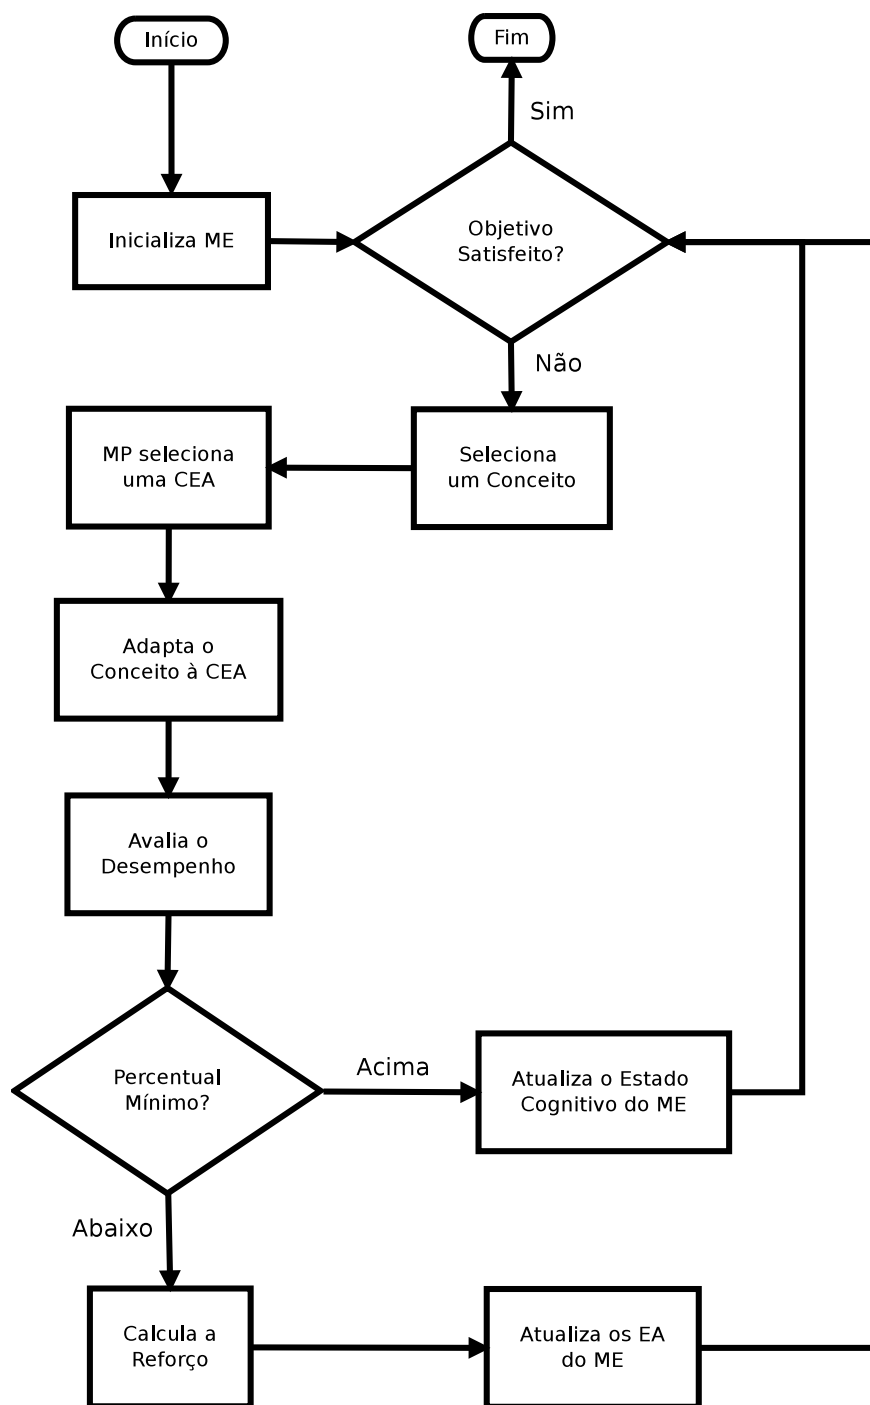 Início
Fim
Sim
Inicializa ME
Objetivo
Satisfeito?
Não
MP seleciona
uma CEA
Seleciona
um Conceito
Adapta o
Conceito à CEA
Avalia o
Desempenho
Percentual
Mínimo?
Acima
Atualiza o Estado
Cognitivo do ME
Abaixo
Calcula a
Reforço
Atualiza os EA
do ME